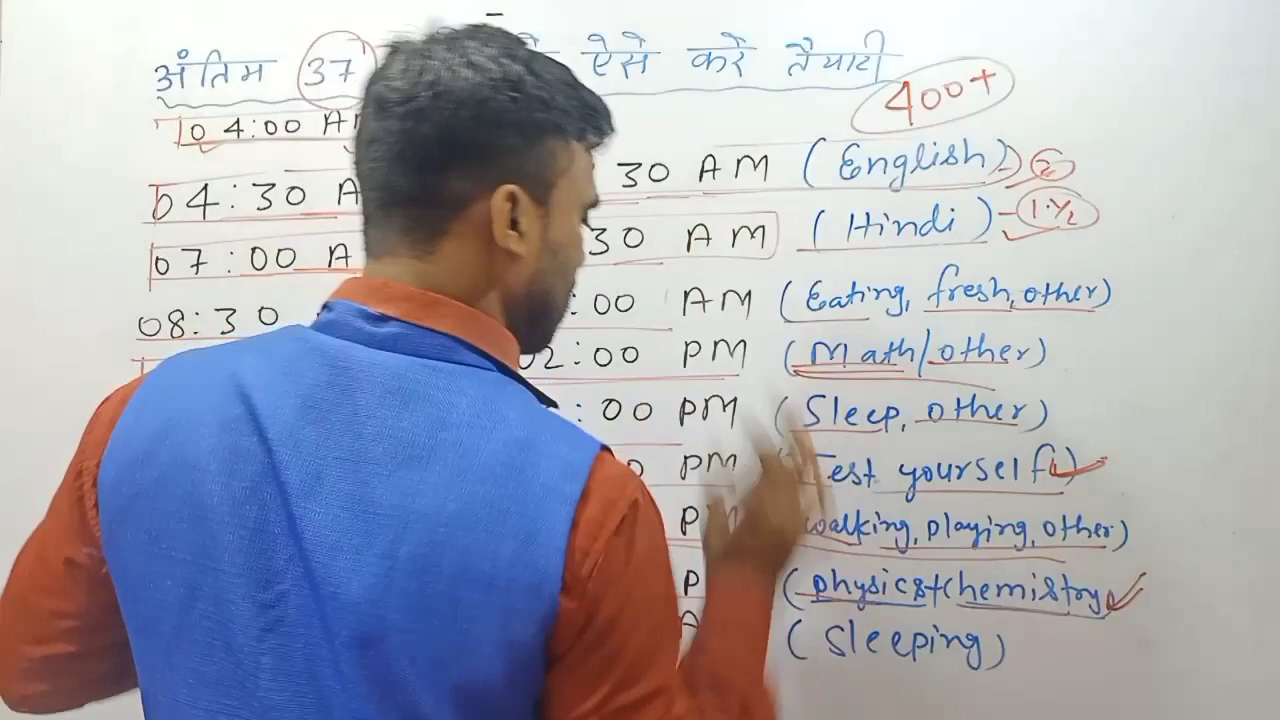 अंतिम 37 ऐसे करें तैयारी
400+
04:00 A
04:30 A 30 AM (English) - 2
07:00 A 30 AM (Hindi) - 1.½
08:30 :00 AM (Eating, fresh, other)
02:00 PM (Math/other)
:00 PM (Sleep, other)
PM Test yourself)
P walking, playing, other)
P (physics+chemistry)
A (Sleeping)